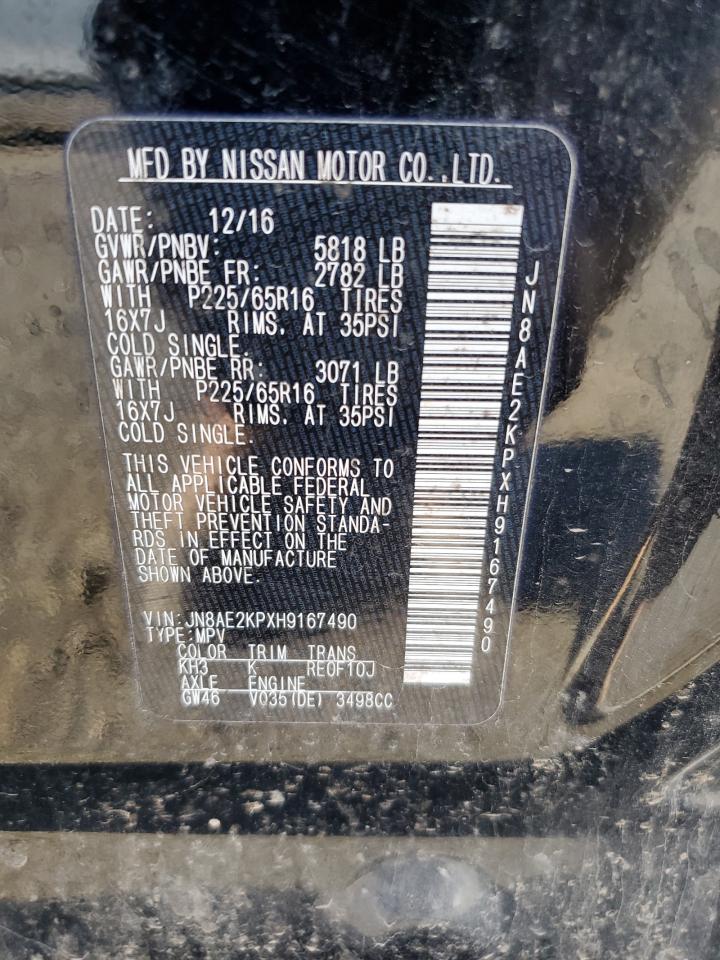 MFD BY NISSAN MOTOR CO.,LTD.
DATE: 12/16
GVWR/PNBV: 5818 LB
GAWR/PNBE FR: 2782 LB
WITH P225/65R16 TIRES
16X7J RIMS, AT 35PSI
COLD SINGLE.
GAWR/PNBE RR: 3071 LB
WITH P225/65R16 TIRES
16X7J RIMS, AT 35PSI
COLD SINGLE.
THIS VEHICLE CONFORMS TO
ALL APPLICABLE FEDERAL
MOTOR VEHICLE SAFETY AND
THEFT PREVENTION STANDA-
RDS IN EFFECT ON THE
DATE OF MANUFACTURE
SHOWN ABOVE.
VIN:JN8AE2KPXH9167490
TYPE:MPV
COLOR TRIM TRANS
KH3 K RE0F10J
AXLE ENGINE
GW46 VQ35(DE) 3498CC
JN8AE2KPXH9167490